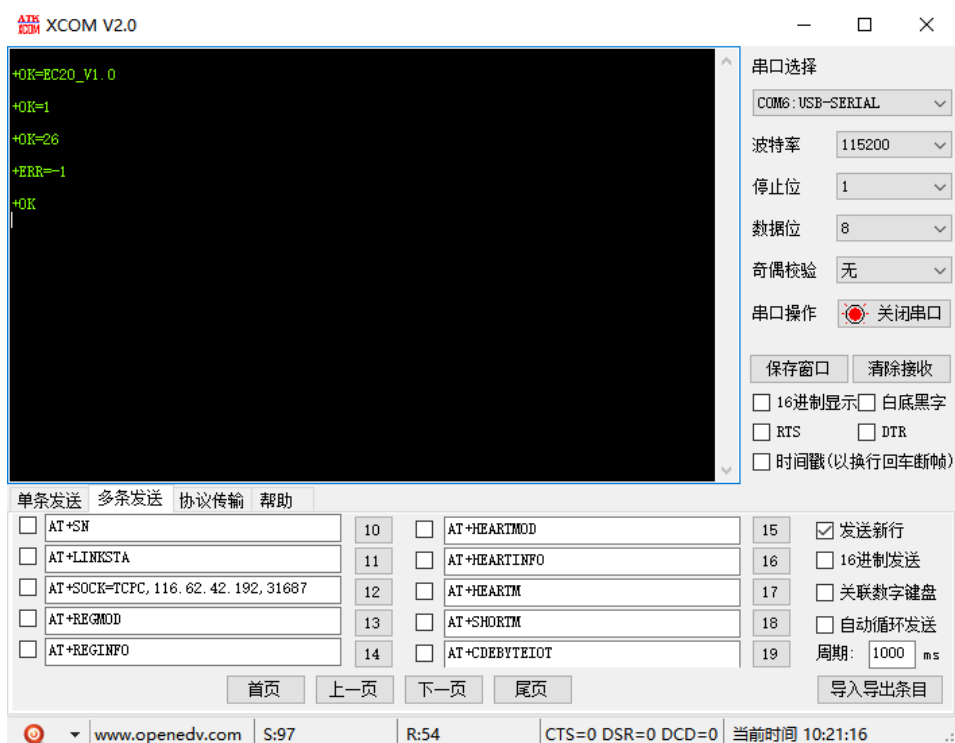 ATK XCOM XCOM V2.0
+OK=EC20_V1.0
+OK=1
+OK=26
+ERR=-1
+OK
串口选择
COM6:USB-SERIAL
波特率 115200
停止位 1
数据位 8
奇偶校验 无
串口操作 关闭串口
保存窗口 清除接收
16进制显示 白底黑字
RTS DTR
时间戳(以换行回车断帧)
单条发送 多条发送 协议传输 帮助
AT+SN 10 AT+HEARTMOD 15 发送新行
AT+LINKSTA 11 AT+HEARTINFO 16 16进制发送
AT+SOCK=TCPC,116.62.42.192,31687 12 AT+HEARTM 17 关联数字键盘
AT+REGMOD 13 AT+SHORTM 18 自动循环发送
AT+REGINFO 14 AT+CDEBYTEIOT 19 周期: 1000 ms
首页 上一页 下一页 尾页 导入导出条目
www.openedv.com S:97 R:54 CTS=0 DSR=0 DCD=0 当前时间 10:21:16